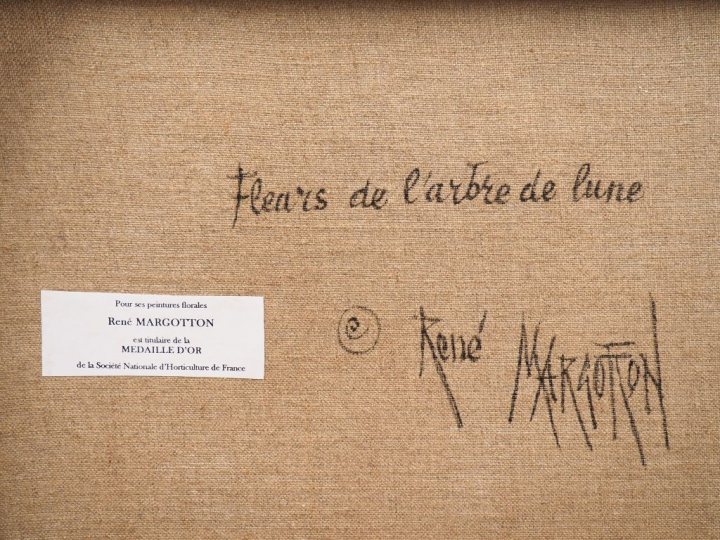 Fleurs de l'arbre de lune
Pour ses peintures florales
René MARGOTTON
est titulaire de la
MEDAILLE D'OR
de la Société Nationale d'Horticulture de France
© René MARGOTTON